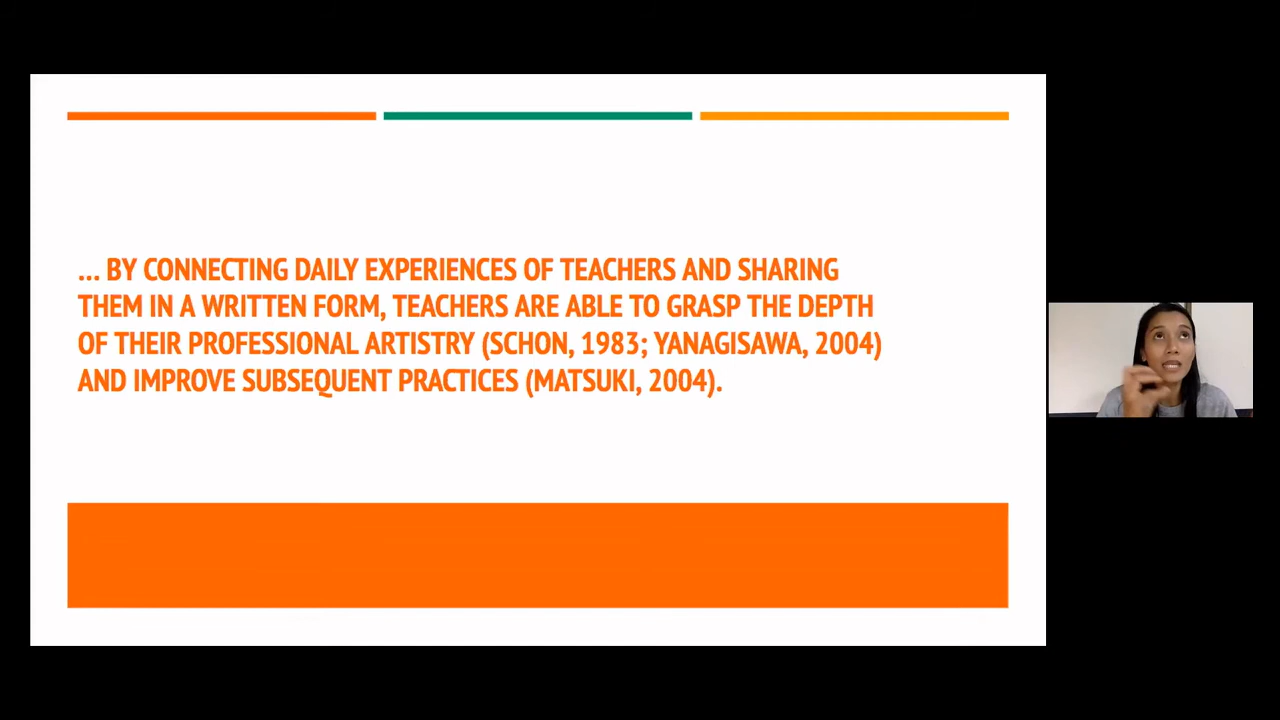 ... BY CONNECTING DAILY EXPERIENCES OF TEACHERS AND SHARING
THEM IN A WRITTEN FORM, TEACHERS ARE ABLE TO GRASP THE DEPTH
OF THEIR PROFESSIONAL ARTISTRY (SCHON, 1983; YANAGISAWA, 2004)
AND IMPROVE SUBSEQUENT PRACTICES (MATSUKI, 2004).